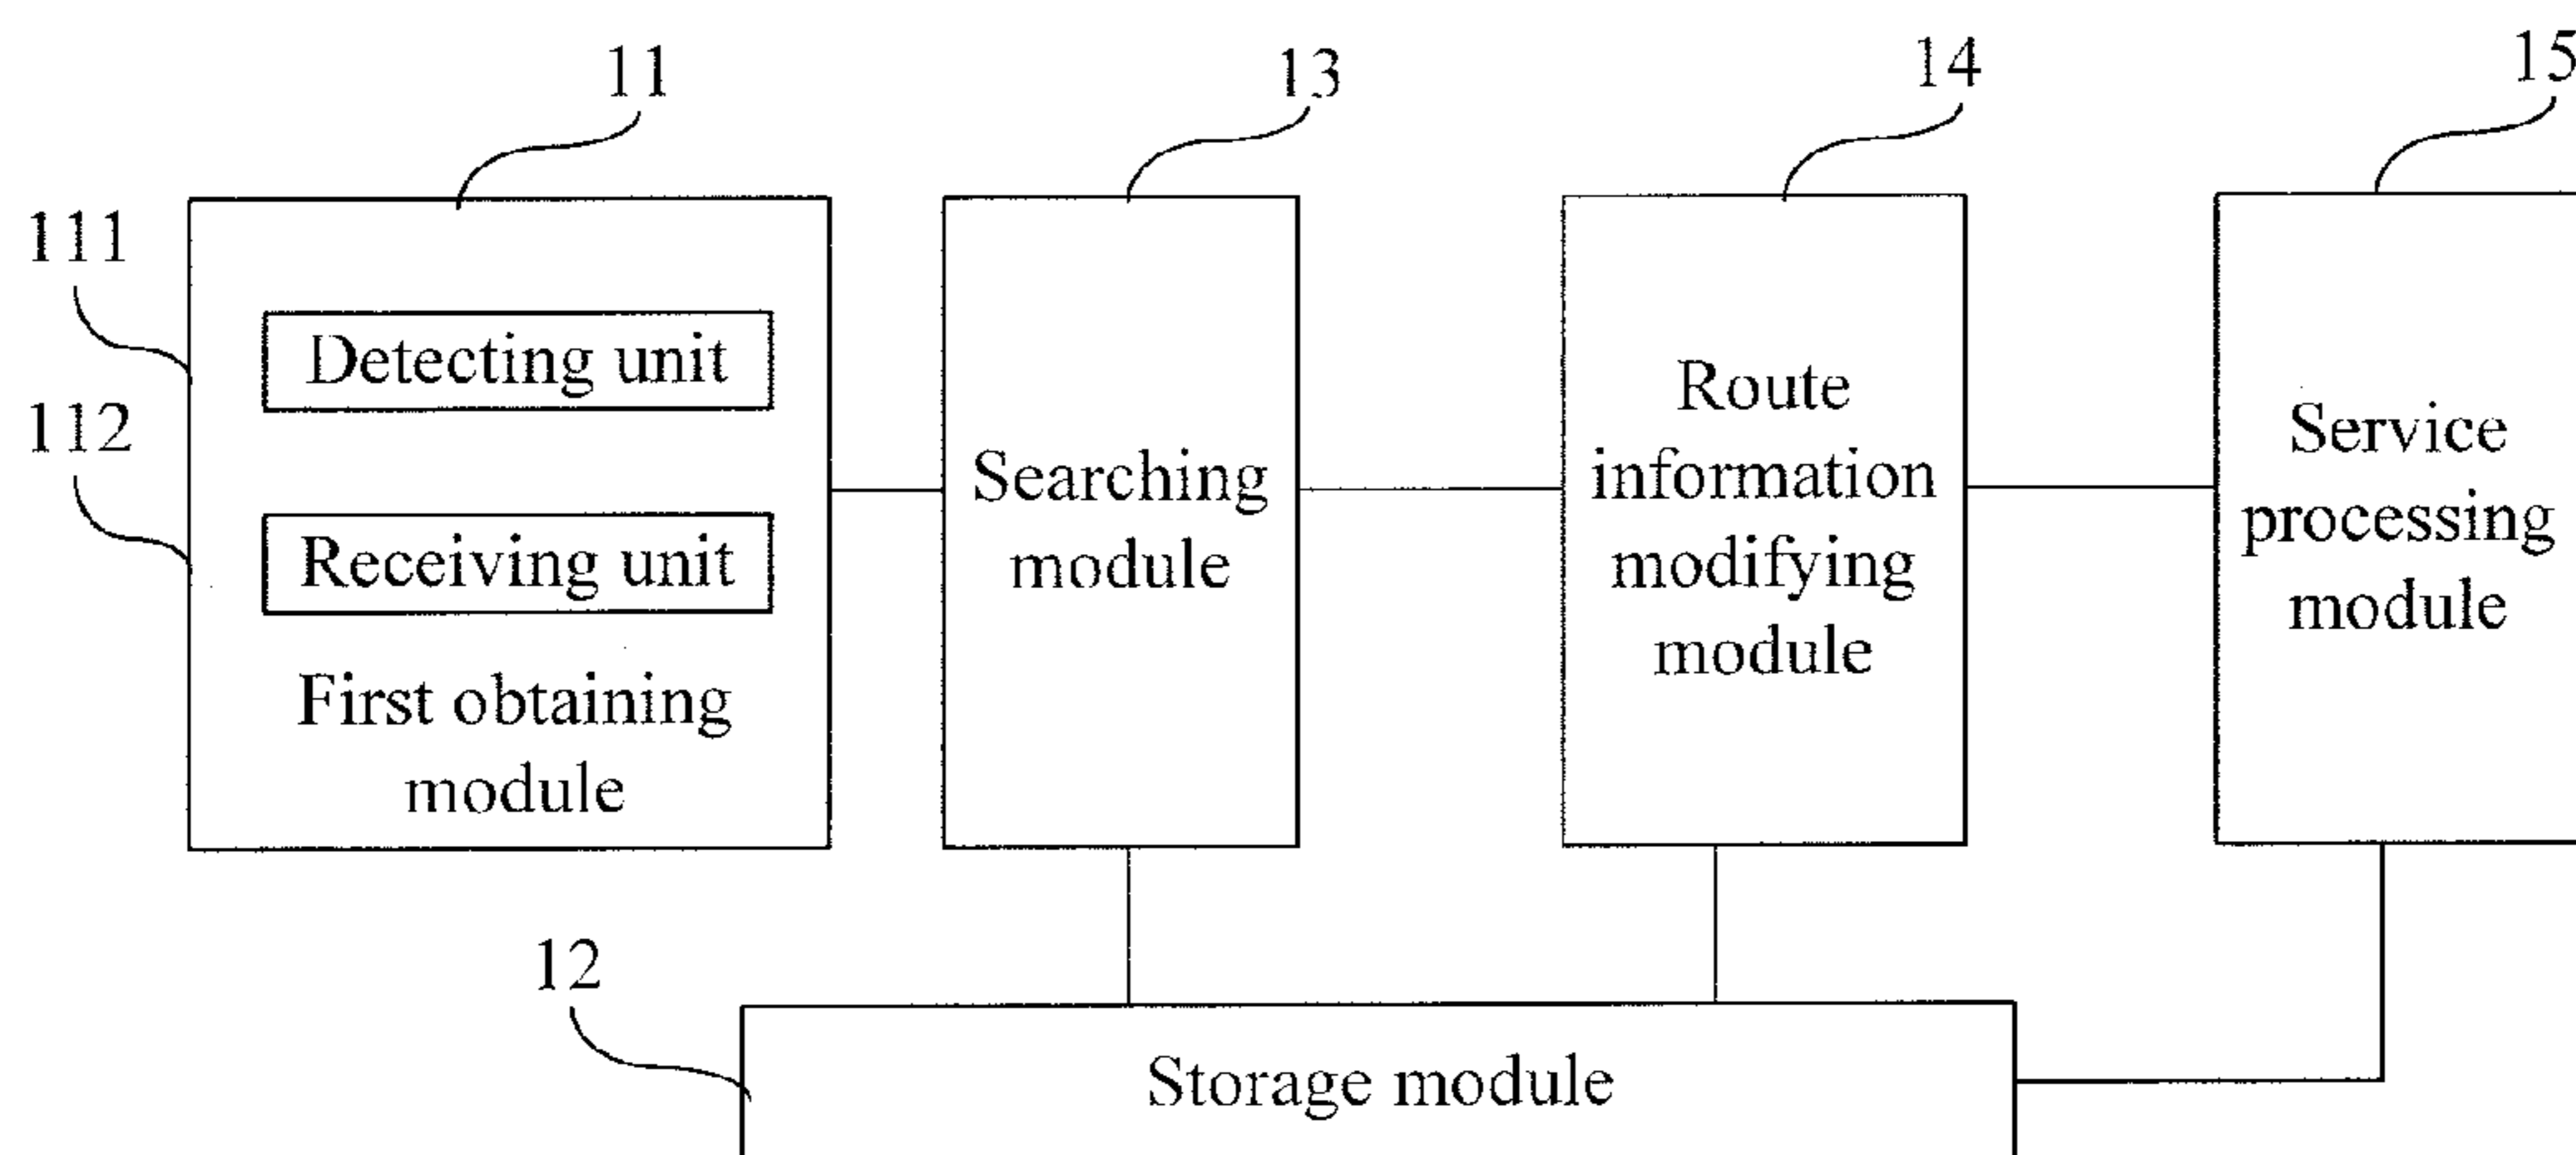 11
13
14
15
111
Detecting unit
112
Receiving unit
First obtaining
module
Searching
module
Route
information
modifying
module
Service
processing
module
12
Storage module